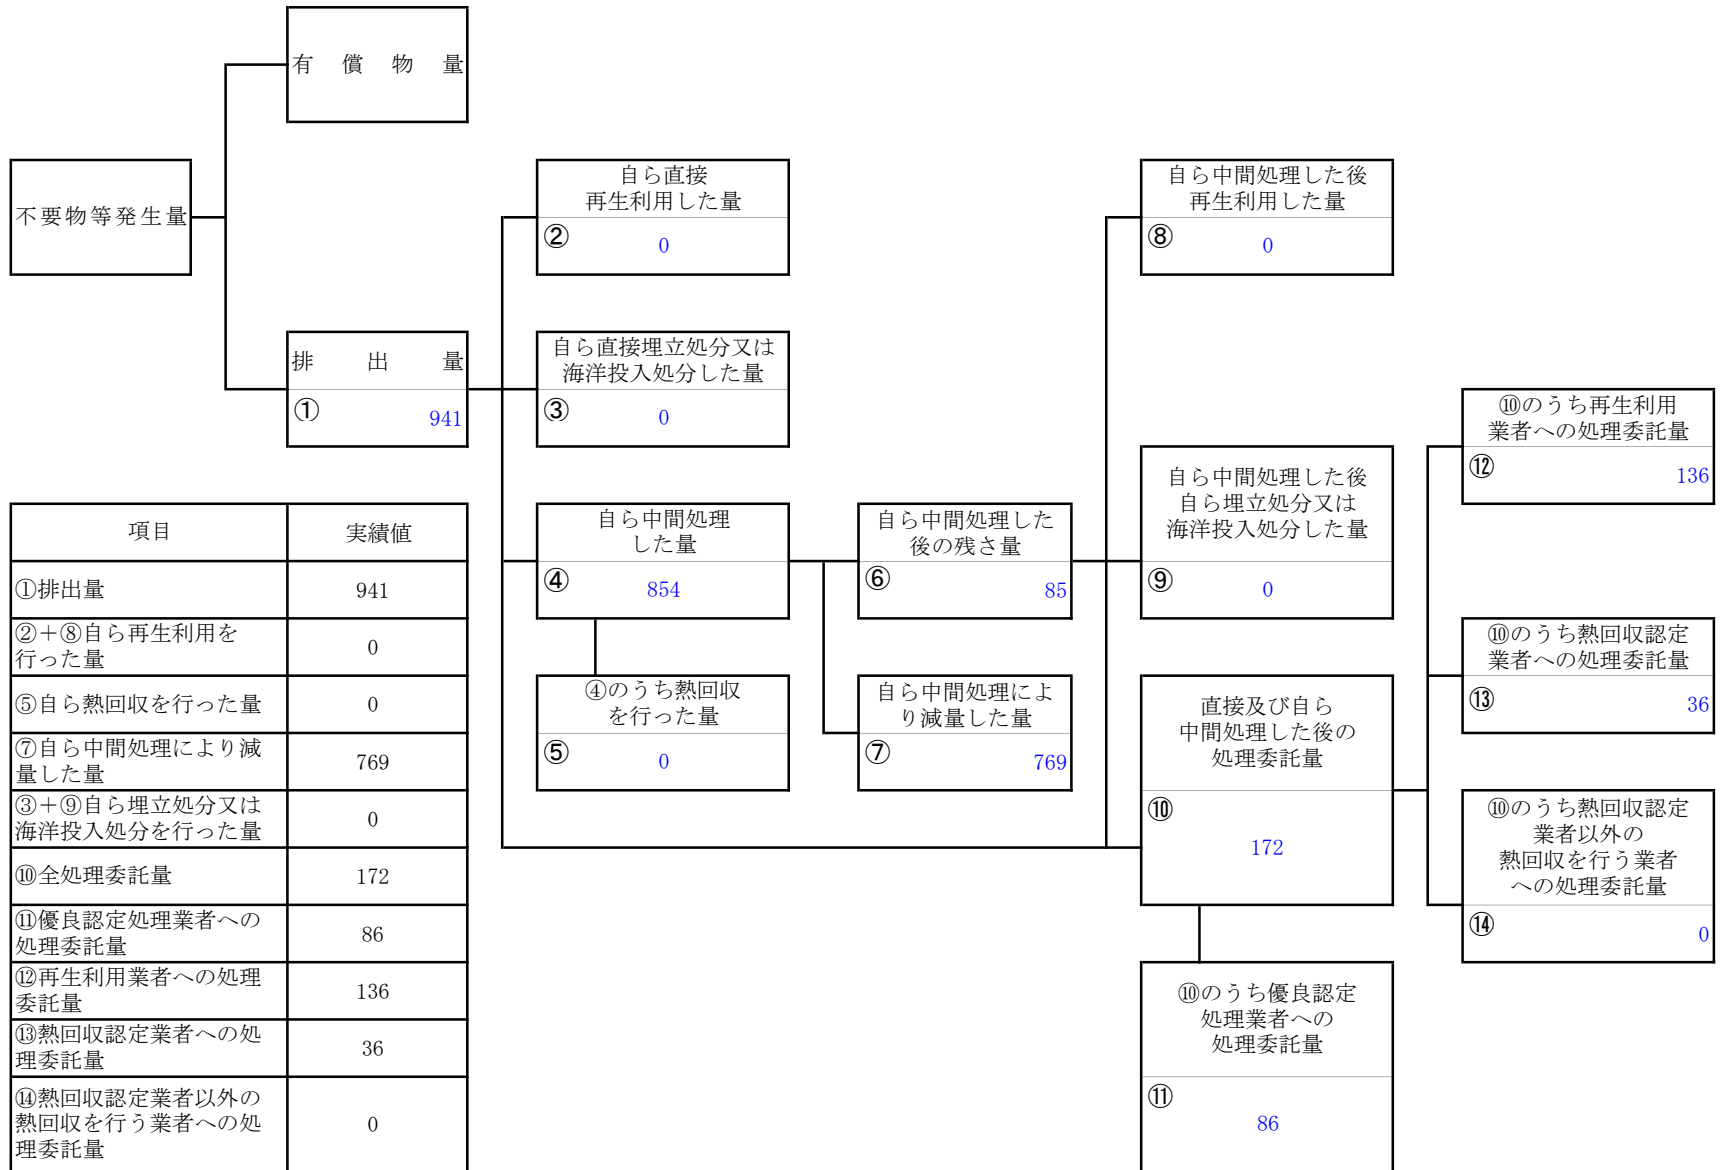 有償物量
不要物等発生量
排出量
①
941
自ら直接
再生利用した量
②
0
自ら直接埋立処分又は
海洋投入処分した量
③
0
自ら中間処理
した量
④
854
④のうち熱回収
を行った量
⑤
0
自ら中間処理した
後の残さ量
⑥
85
自ら中間処理によ
り減量した量
⑦
769
自ら中間処理した後
再生利用した量
⑧
0
自ら中間処理した後
自ら埋立処分又は
海洋投入処分した量
⑨
0
直接及び自ら
中間処理した後の
処理委託量
⑩
172
⑩のうち優良認定
処理業者への
処理委託量
⑪
86
⑩のうち再生利用
業者への処理委託量
⑫
136
⑩のうち熱回収認定
業者への処理委託量
⑬
36
⑩のうち熱回収認定
業者以外の
熱回収を行う業者
への処理委託量
⑭
0
項目 実績値
①排出量 941
②+⑧自ら再生利用を
行った量 0
⑤自ら熱回収を行った量 0
⑦自ら中間処理により減
量した量 769
③+⑨自ら埋立処分又は
海洋投入処分を行った量 0
⑩全処理委託量 172
⑪優良認定処理業者への
処理委託量 86
⑫再生利用業者への処理
委託量 136
⑬熱回収認定業者への処
理委託量 36
⑭熱回収認定業者以外の
熱回収を行う業者への処
理委託量 0